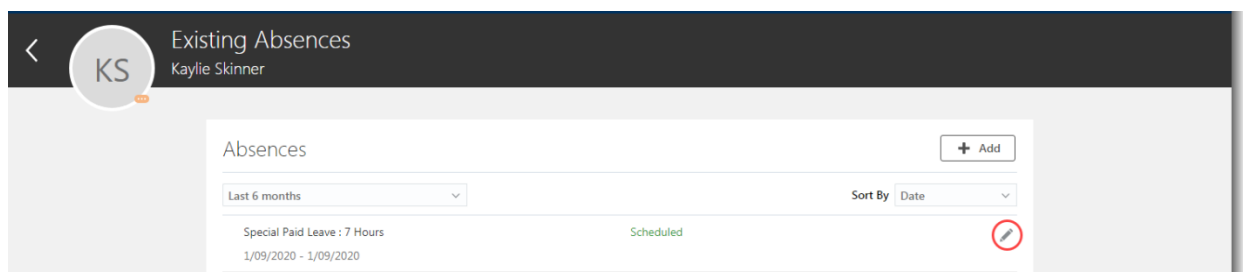 Existing Absences
KS
Kaylie Skinner
Absences
+ Add
Last 6 months
Sort By Date
Special Paid Leave : 7 Hours
Scheduled
1/09/2020 - 1/09/2020